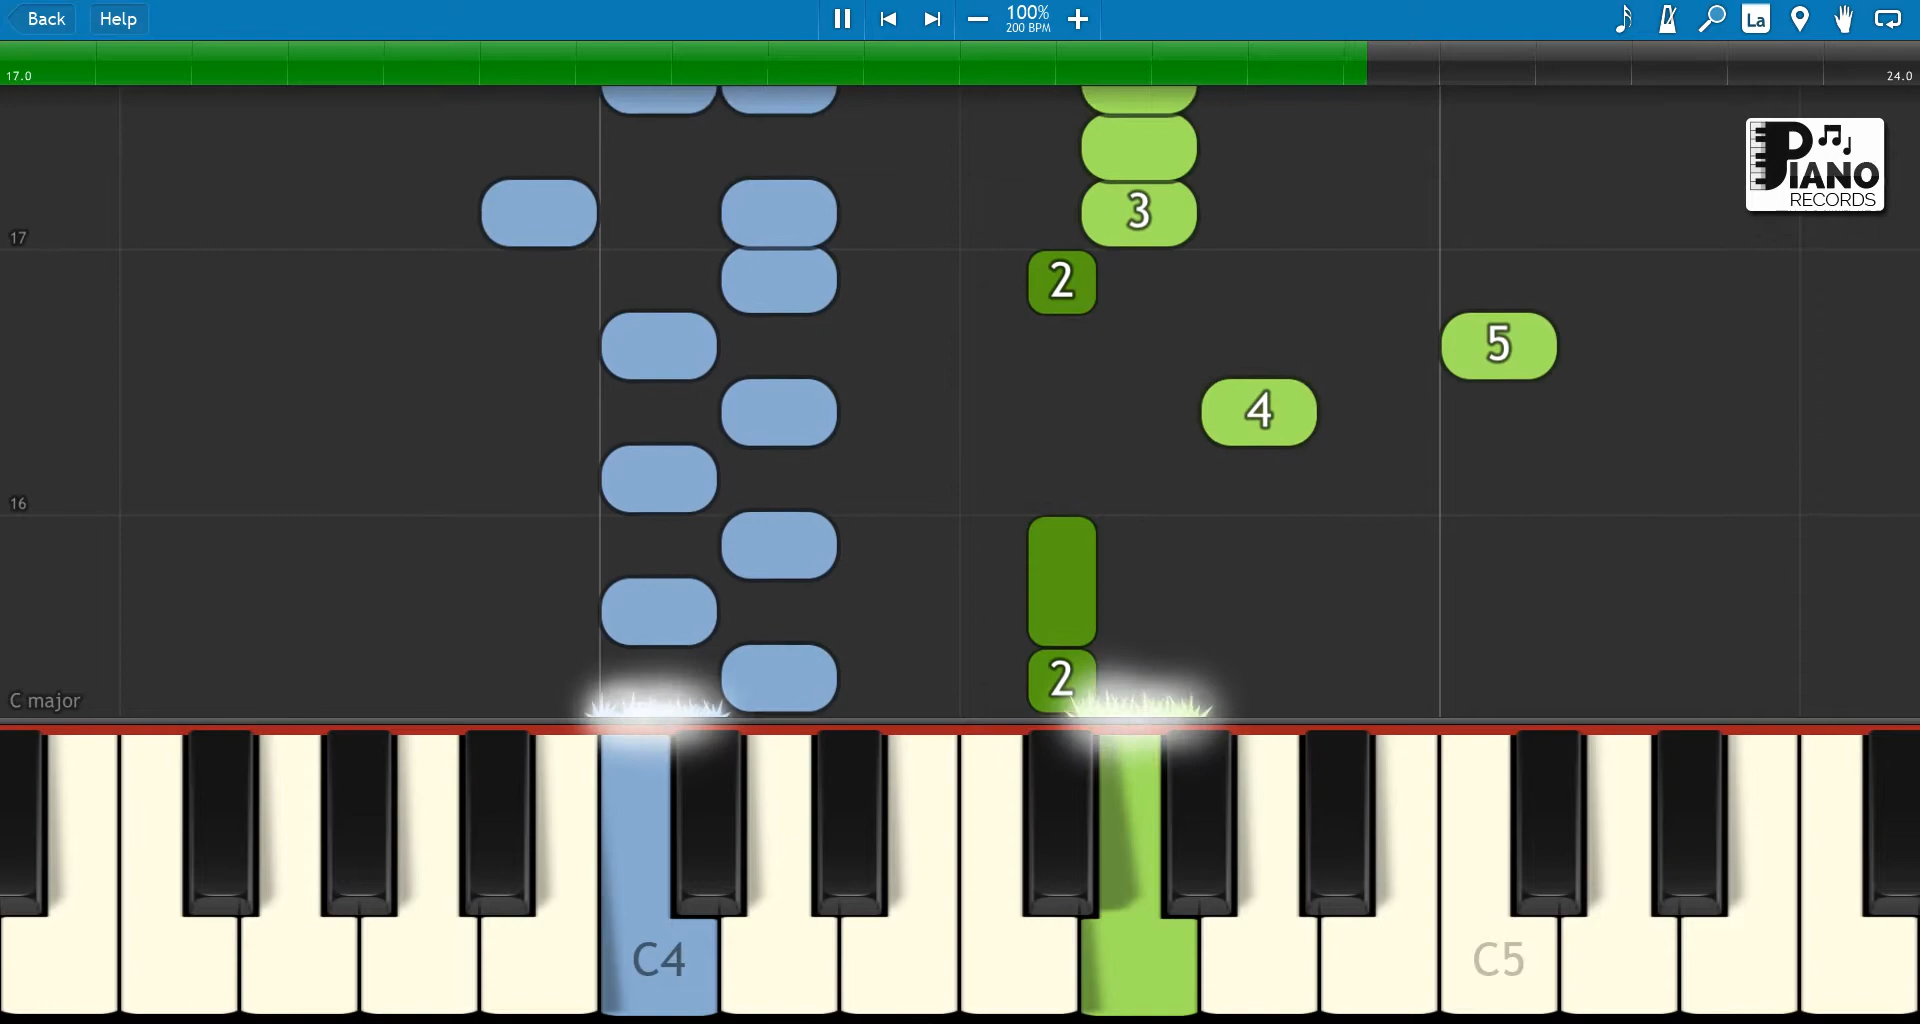 Back
Help
100%
200 BPM
La
17.0
24.0
PIANO
RECORDS
3
17
2
5
4
16
2
C major
C4
C5